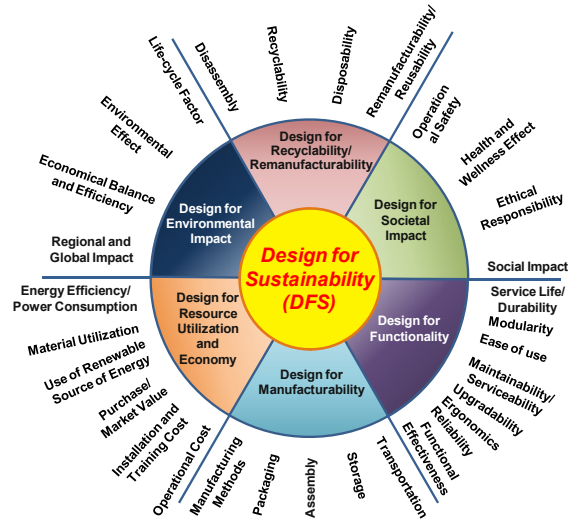 Design for
Sustainability
(DFS)
Design for
Recyclability/
Remanufacturability
Disassembly
Recyclability
Disposability
Remanufacturability/
Reusability
Design for
Societal
Impact
Operation
al Safety
Health and
Wellness Effect
Ethical
Responsibility
Social Impact
Design for
Functionality
Service Life/
Durability
Modularity
Ease of use
Maintainability/
Serviceability
Upgradability
Ergonomics
Reliability
Functional
Effectiveness
Design for
Manufacturability
Transportation
Storage
Assembly
Packaging
Manufacturing
Methods
Design for
Resource
Utilization
and
Economy
Operational Cost
Installation and
Training Cost
Purchase/
Market Value
Use of Renewable
Source of Energy
Material Utilization
Energy Efficiency/
Power Consumption
Design for
Environmental
Impact
Regional and
Global Impact
Economical Balance
and Efficiency
Environmental
Effect
Life-cycle Factor